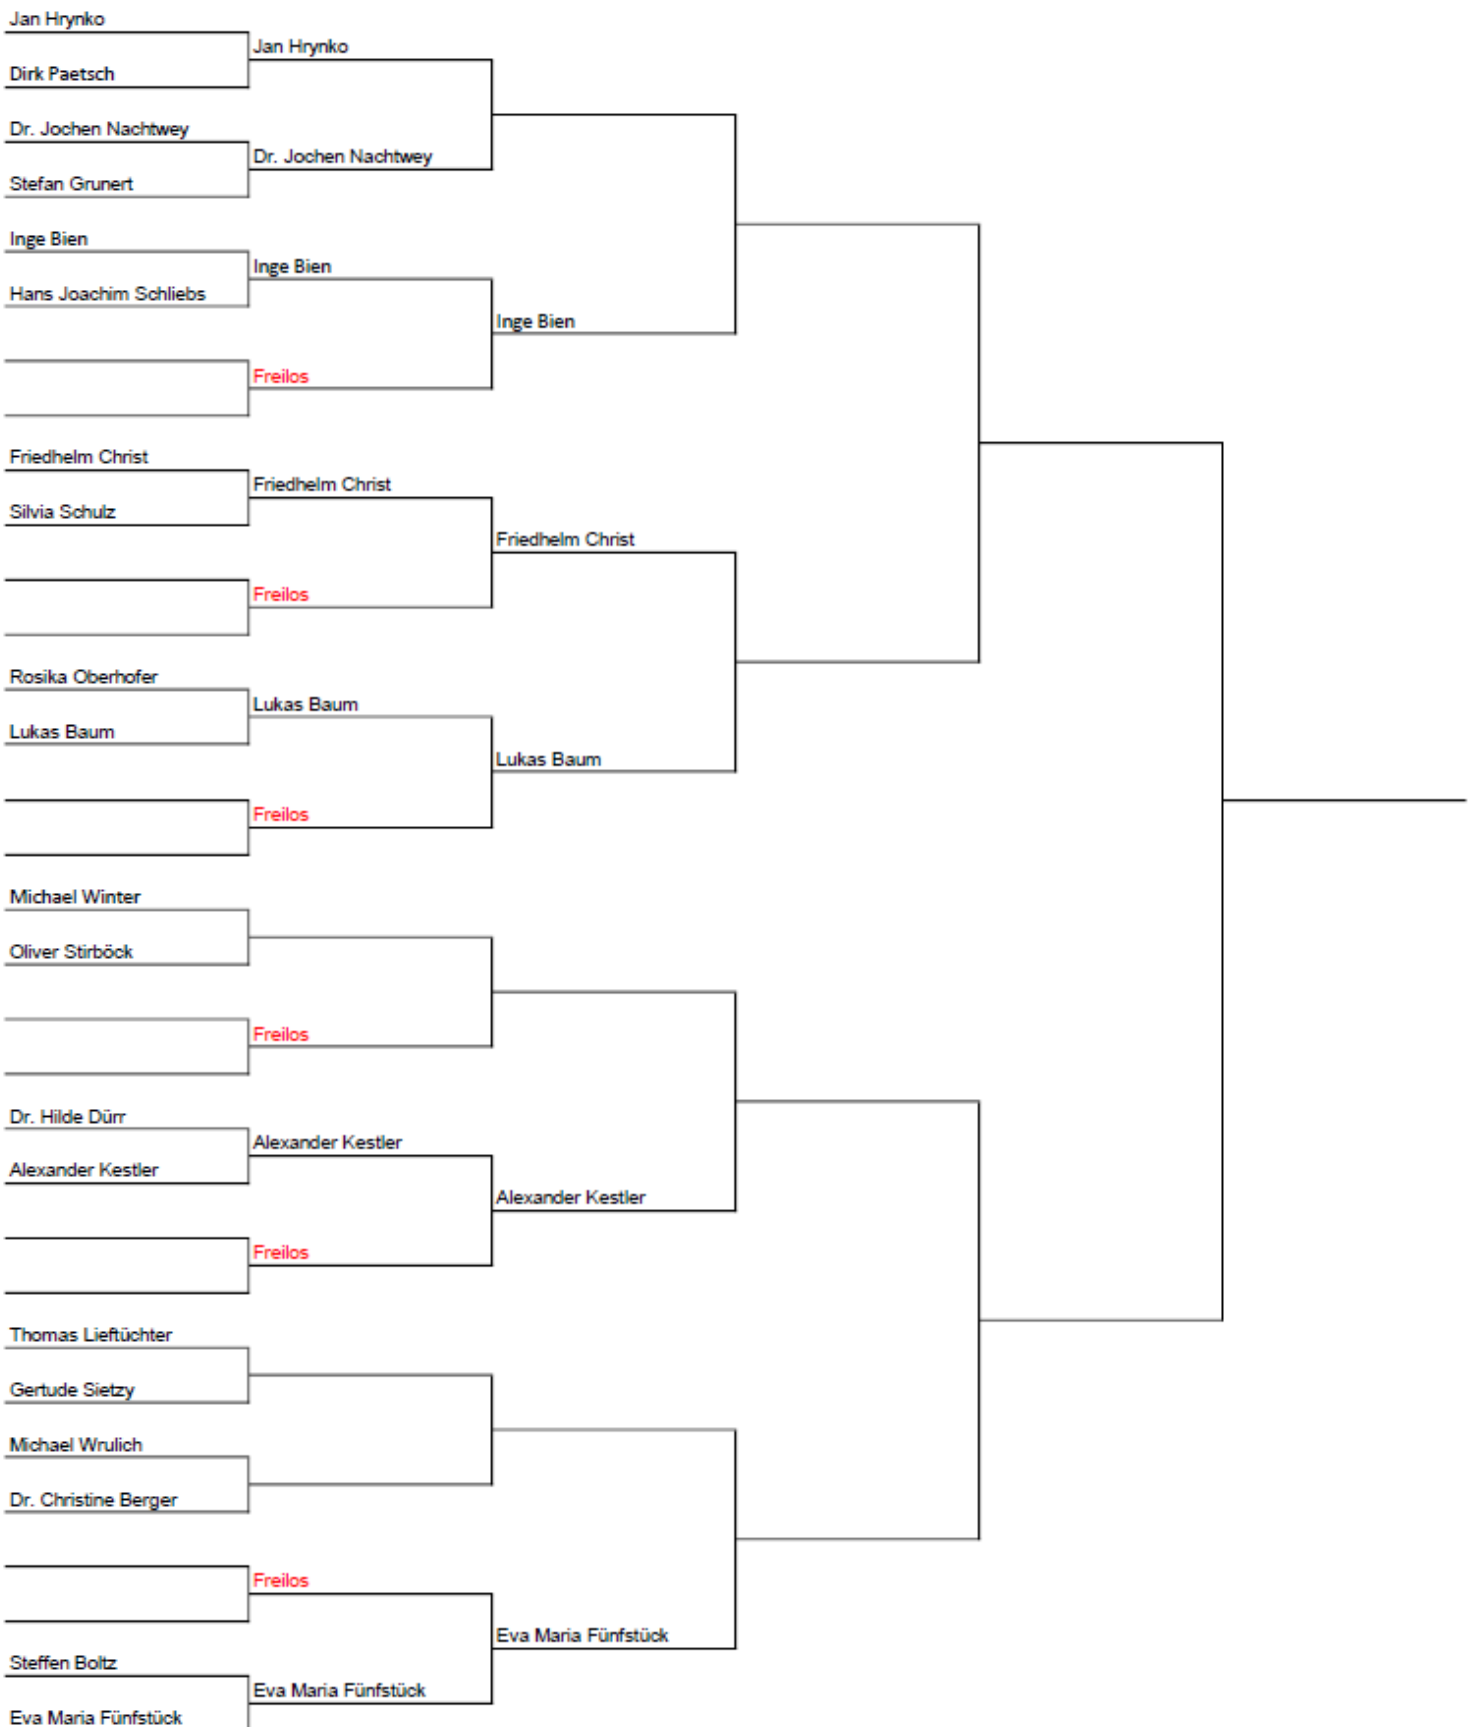 Jan Hrynko
Jan Hrynko
Dirk Paetsch
Dr. Jochen Nachtwey
Dr. Jochen Nachtwey
Stefan Grunert
Inge Bien
Inge Bien
Hans Joachim Schliebs
Inge Bien
Freilos
Friedhelm Christ
Friedhelm Christ
Silvia Schulz
Friedhelm Christ
Freilos
Rosika Oberhofer
Lukas Baum
Lukas Baum
Lukas Baum
Freilos
Michael Winter
Oliver Stirböck
Freilos
Dr. Hilde Dürr
Alexander Kestler
Alexander Kestler
Alexander Kestler
Freilos
Thomas Lieftüchter
Gertude Sietzy
Michael Wrulich
Dr. Christine Berger
Freilos
Eva Maria Fünfstück
Steffen Boltz
Eva Maria Fünfstück
Eva Maria Fünfstück